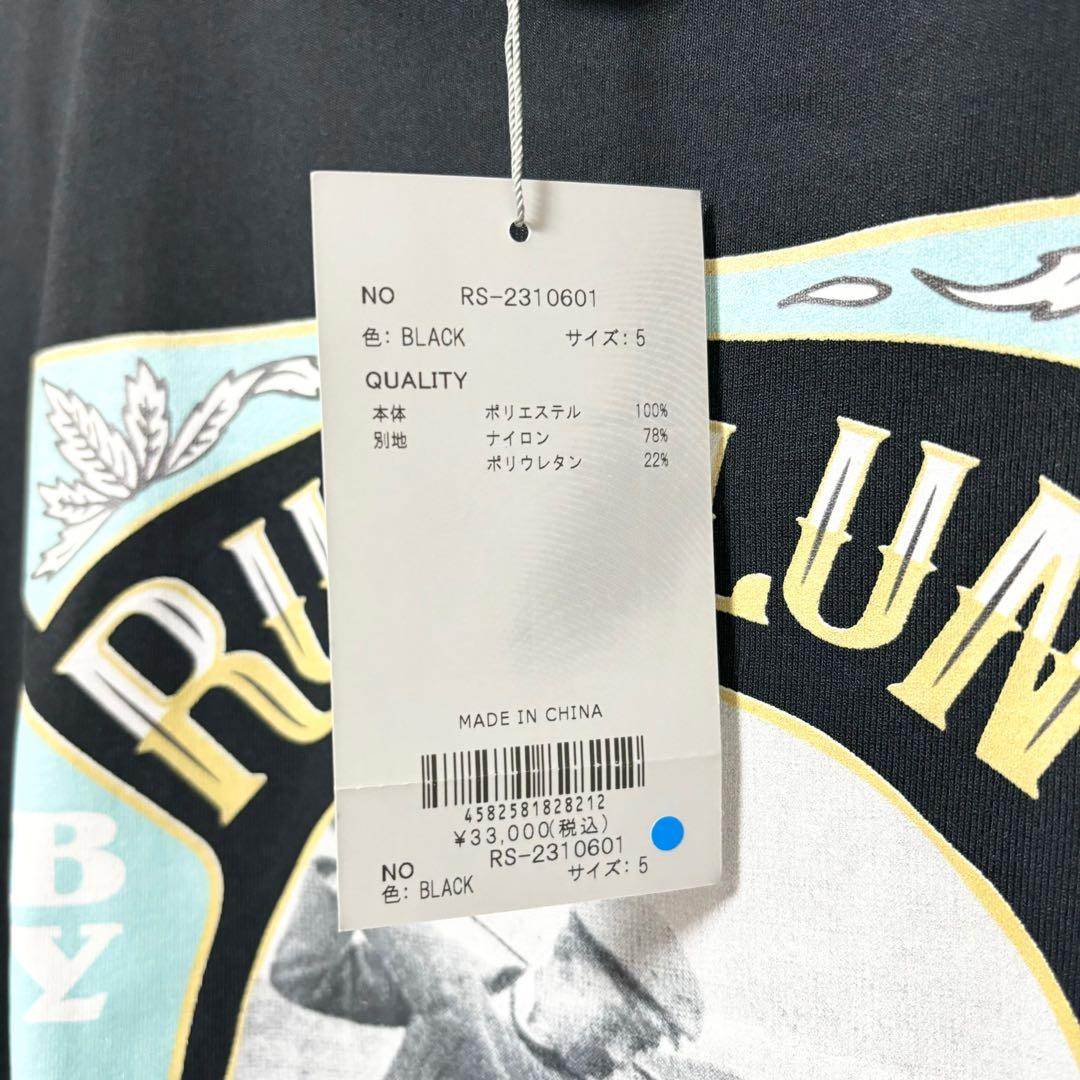 NO RS-2310601
色: BLACK サイズ: 5
QUALITY
本体 ポリエステル 100%
別地 ナイロン 78%
ポリウレタン 22%
MADE IN CHINA
4582581828212
¥33,000(税込)
NO RS-2310601
色: BLACK サイズ: 5
BY